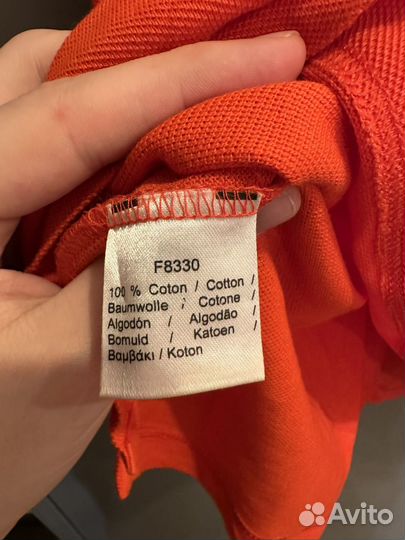 F8330
100 % Coton / Cotton /
Baumwolle / Cotone /
Algodón / Algodão /
Bomuld / Katoen /
Βαμβάκι / Koton
Avito